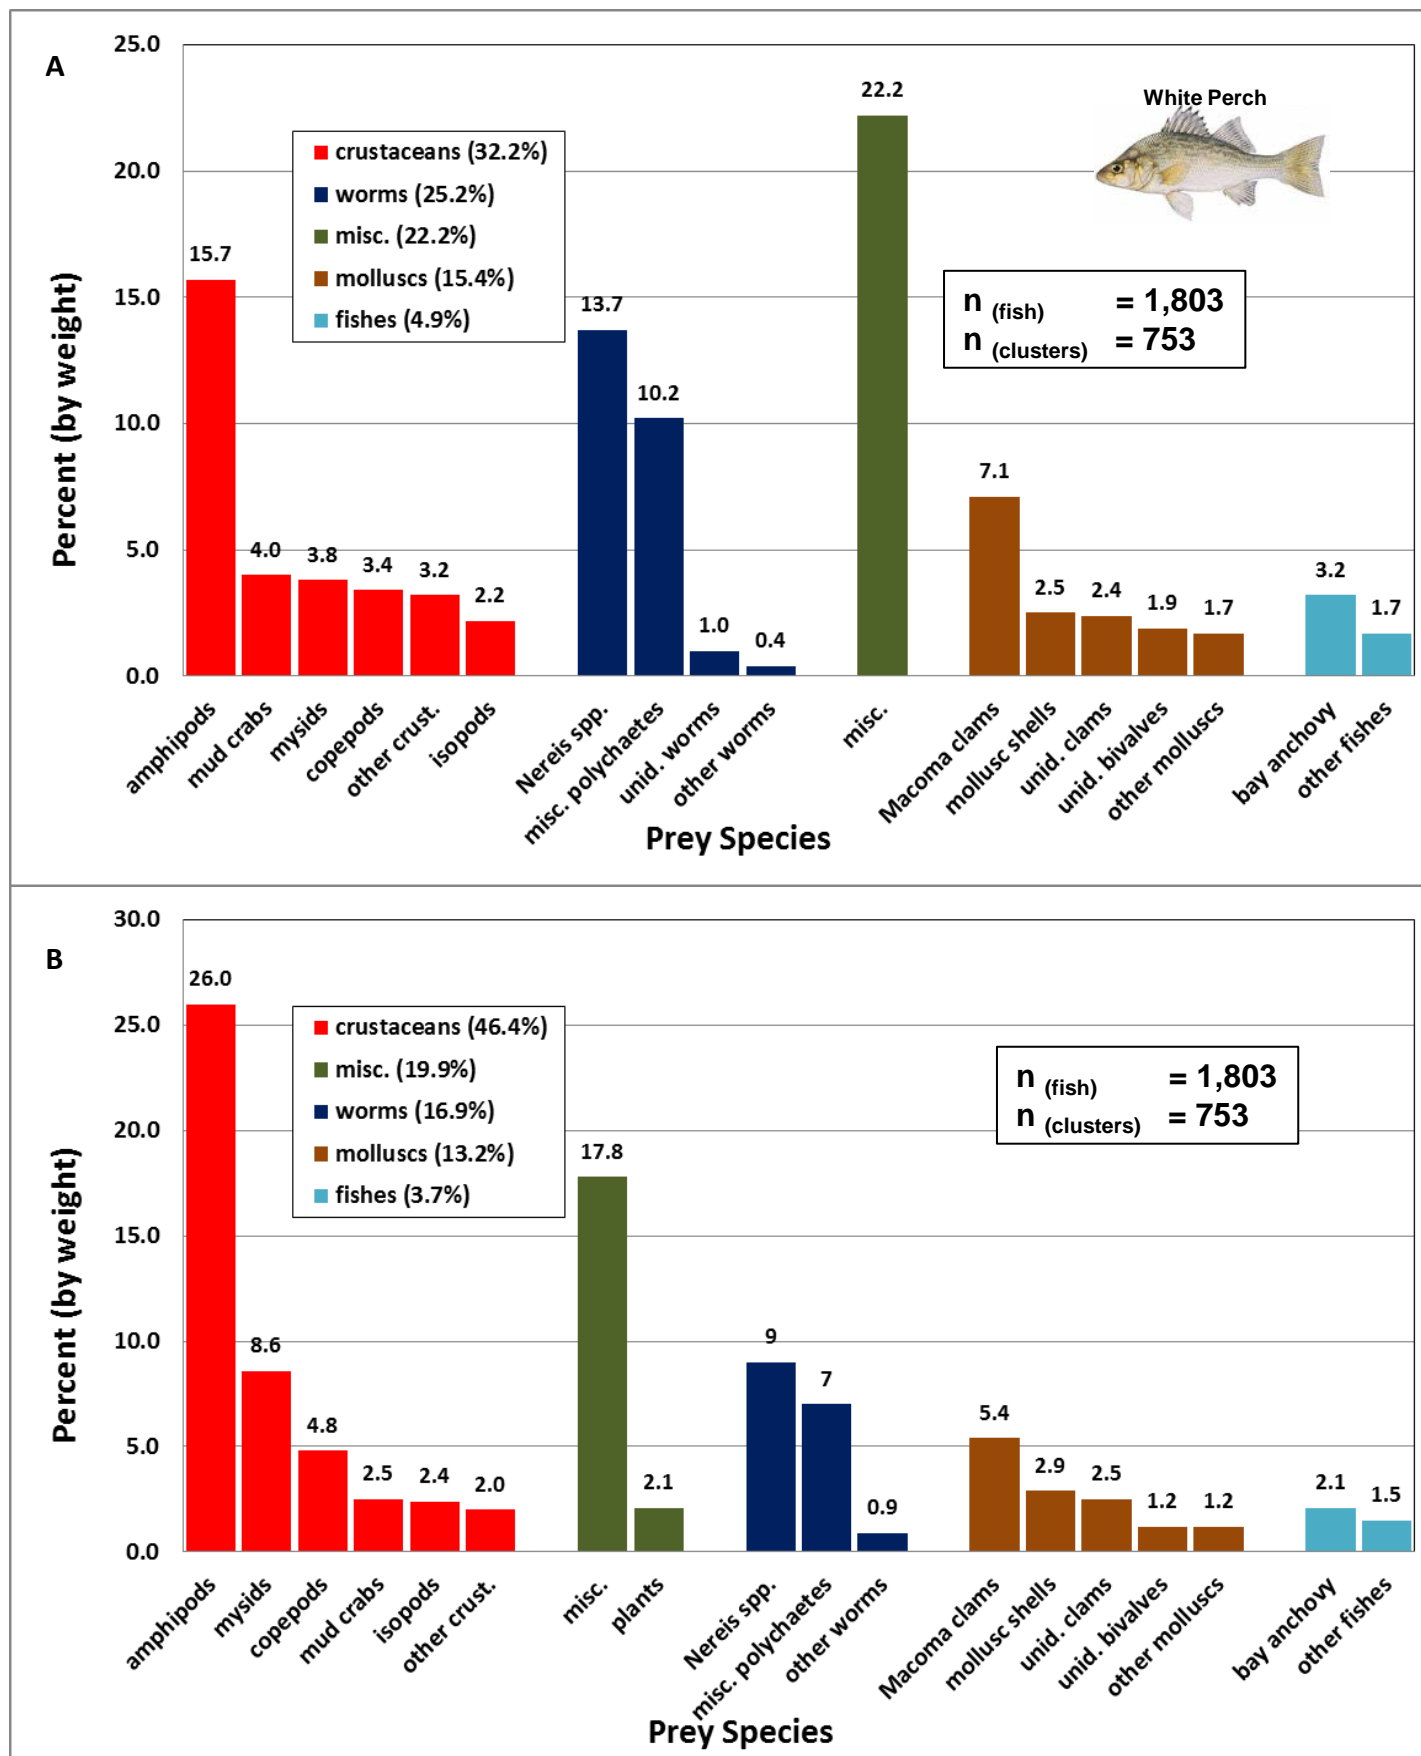 A
White Perch
25.0
20.0
15.0
10.0
5.0
0.0
Percent (by weight)
crustaceans (32.2%)
worms (25.2%)
misc. (22.2%)
molluscs (15.4%)
fishes (4.9%)
n (fish) = 1,803
n (clusters) = 753
15.7
4.0
3.8
3.4
3.2
2.2
13.7
10.2
1.0
0.4
22.2
7.1
2.5
2.4
1.9
1.7
3.2
1.7
amphipods
mud crabs
mysids
copepods
other crust.
isopods
Nereis spp.
misc. polychaetes
unid. worms
other worms
misc.
Macoma clams
mollusc shells
unid. clams
unid. bivalves
other molluscs
bay anchovy
other fishes
Prey Species
B
30.0
25.0
20.0
15.0
10.0
5.0
0.0
Percent (by weight)
crustaceans (46.4%)
misc. (19.9%)
worms (16.9%)
molluscs (13.2%)
fishes (3.7%)
n (fish) = 1,803
n (clusters) = 753
26.0
8.6
4.8
2.5
2.4
2.0
17.8
2.1
9
7
0.9
5.4
2.9
2.5
1.2
1.2
2.1
1.5
amphipods
mysids
copepods
mud crabs
isopods
other crust.
misc.
plants
Nereis spp.
misc. polychaetes
other worms
Macoma clams
mollusc shells
unid. clams
unid. bivalves
other molluscs
bay anchovy
other fishes
Prey Species